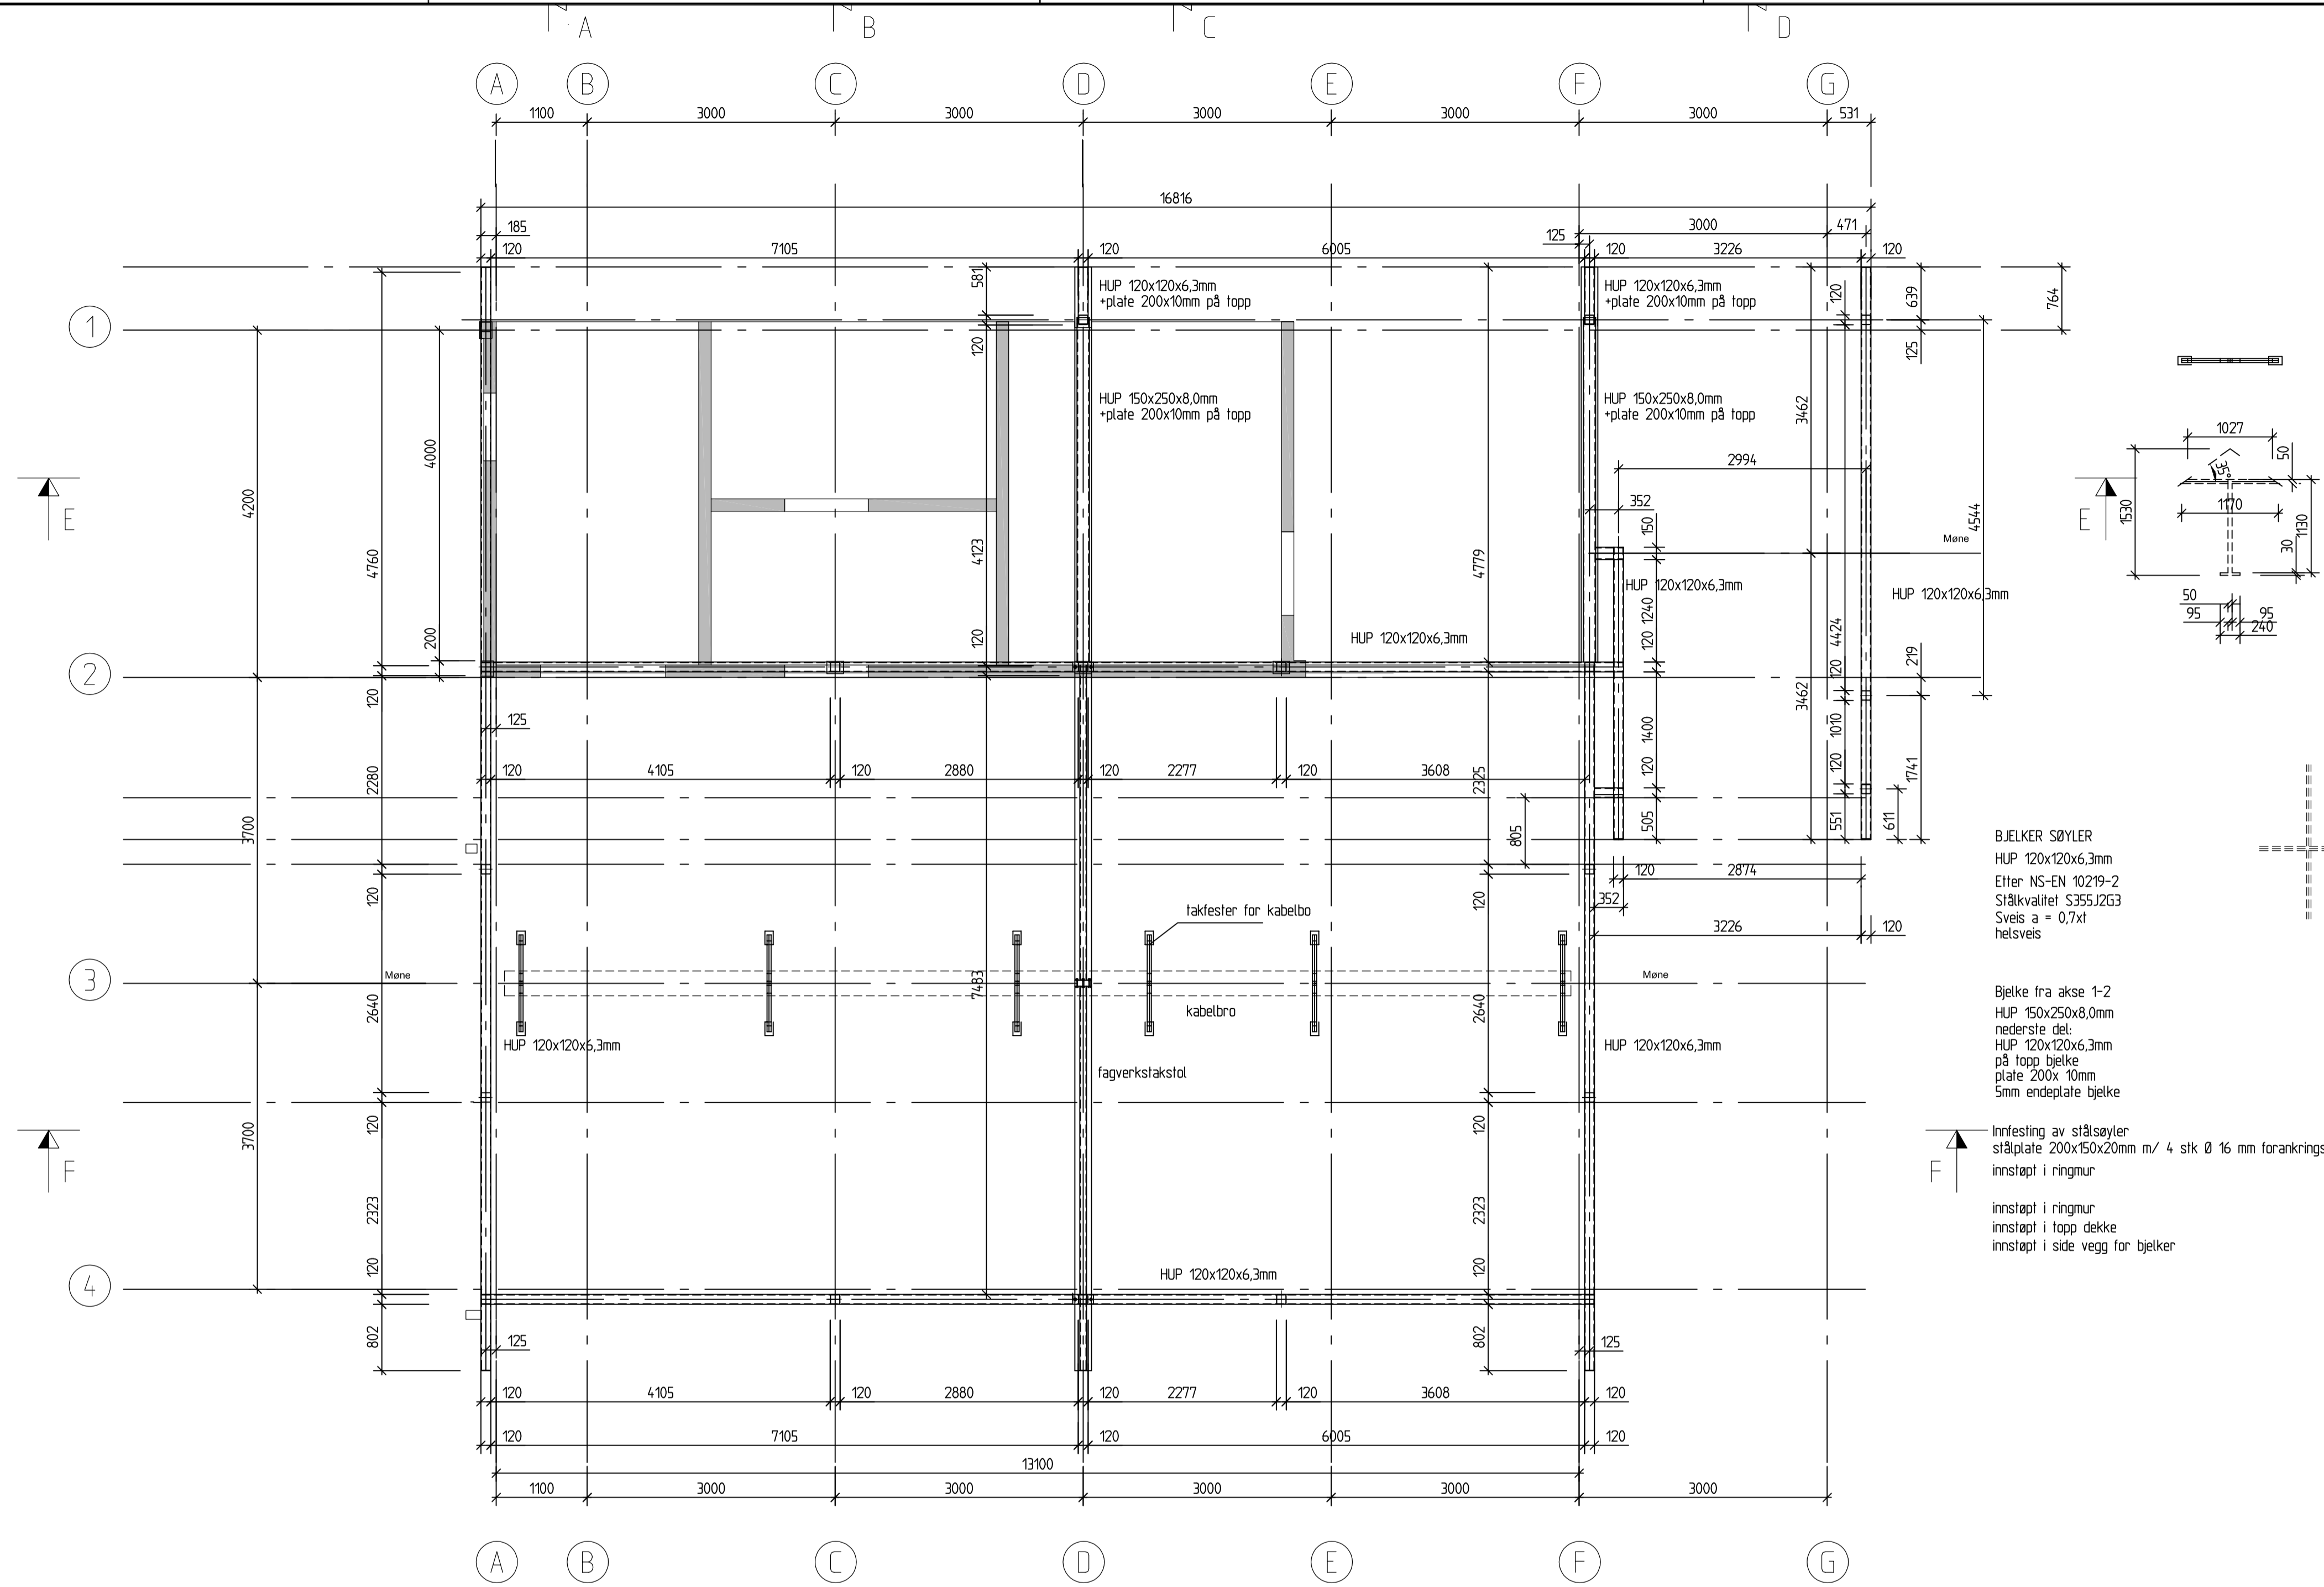 A
B
C
D
A
B
C
D
E
F
G
1100
3000
3000
3000
3000
3000
531
16816
185
3000
471
125
120
7105
120
6005
120
3226
120
581
HUP 120x120x6,3mm
+plate 200x10mm på topp
HUP 120x120x6,3mm
+plate 200x10mm på topp
120
639
764
1
120
125
4000
HUP 150x250x8,0mm
+plate 200x10mm på topp
HUP 150x250x8,0mm
+plate 200x10mm på topp
3462
1027
50
35°
2994
E
4200
352
150
4544
E
1530
1170
1130
30
4760
4123
4779
Møne
HUP 120x120x6,3mm
HUP 120x120x6,3mm
1240
50
95
95
240
200
120
HUP 120x120x6,3mm
120
4424
219
2
120
120
3462
125
1400
1010
2280
120
4105
120
2880
120
2277
120
3608
2325
120
120
1741
3700
805
505
551
611
BJELKER SØYLER
HUP 120x120x6,3mm
Etter NS-EN 10219-2
Stålkvalitet S355J2G3
Sveis a = 0,7xt
helsveis
120
120
120
2874
352
takfester for kabelbo
3226
120
3
Møne
7483
Møne
2640
2640
kabelbro
HUP 120x120x6,3mm
HUP 120x120x6,3mm
fagverkstakstol
Bjelke fra akse 1-2
HUP 150x250x8,0mm
nederste del:
HUP 120x120x6,3mm
på topp bjelke
plate 200x 10mm
5mm endeplate bjelke
3700
120
120
F
F
Innfesting av stålsøyler
stålplate 200x150x20mm m/ 4 stk Ø 16 mm forankrings
innstøpt i ringmur
innstøpt i ringmur
innstøpt i topp dekke
innstøpt i side vegg for bjelker
2323
2323
4
120
HUP 120x120x6,3mm
120
802
125
802
125
120
4105
120
2880
120
2277
120
3608
120
120
7105
120
6005
120
13100
1100
3000
3000
3000
3000
3000
A
B
C
D
E
F
G